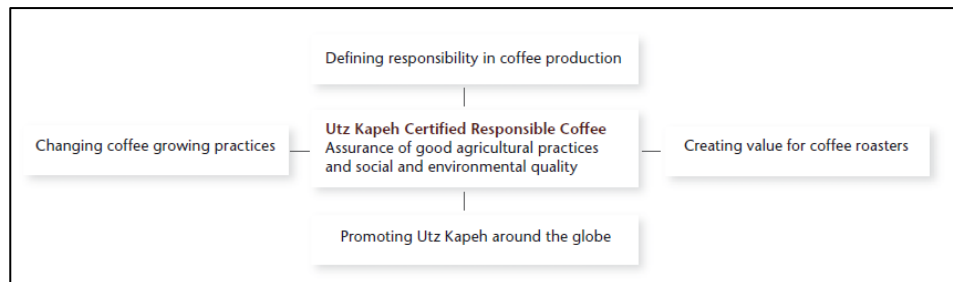 Defining responsibility in coffee production
Changing coffee growing practices
Utz Kapeh Certified Responsible Coffee
Assurance of good agricultural practices
and social and environmental quality
Creating value for coffee roasters
Promoting Utz Kapeh around the globe